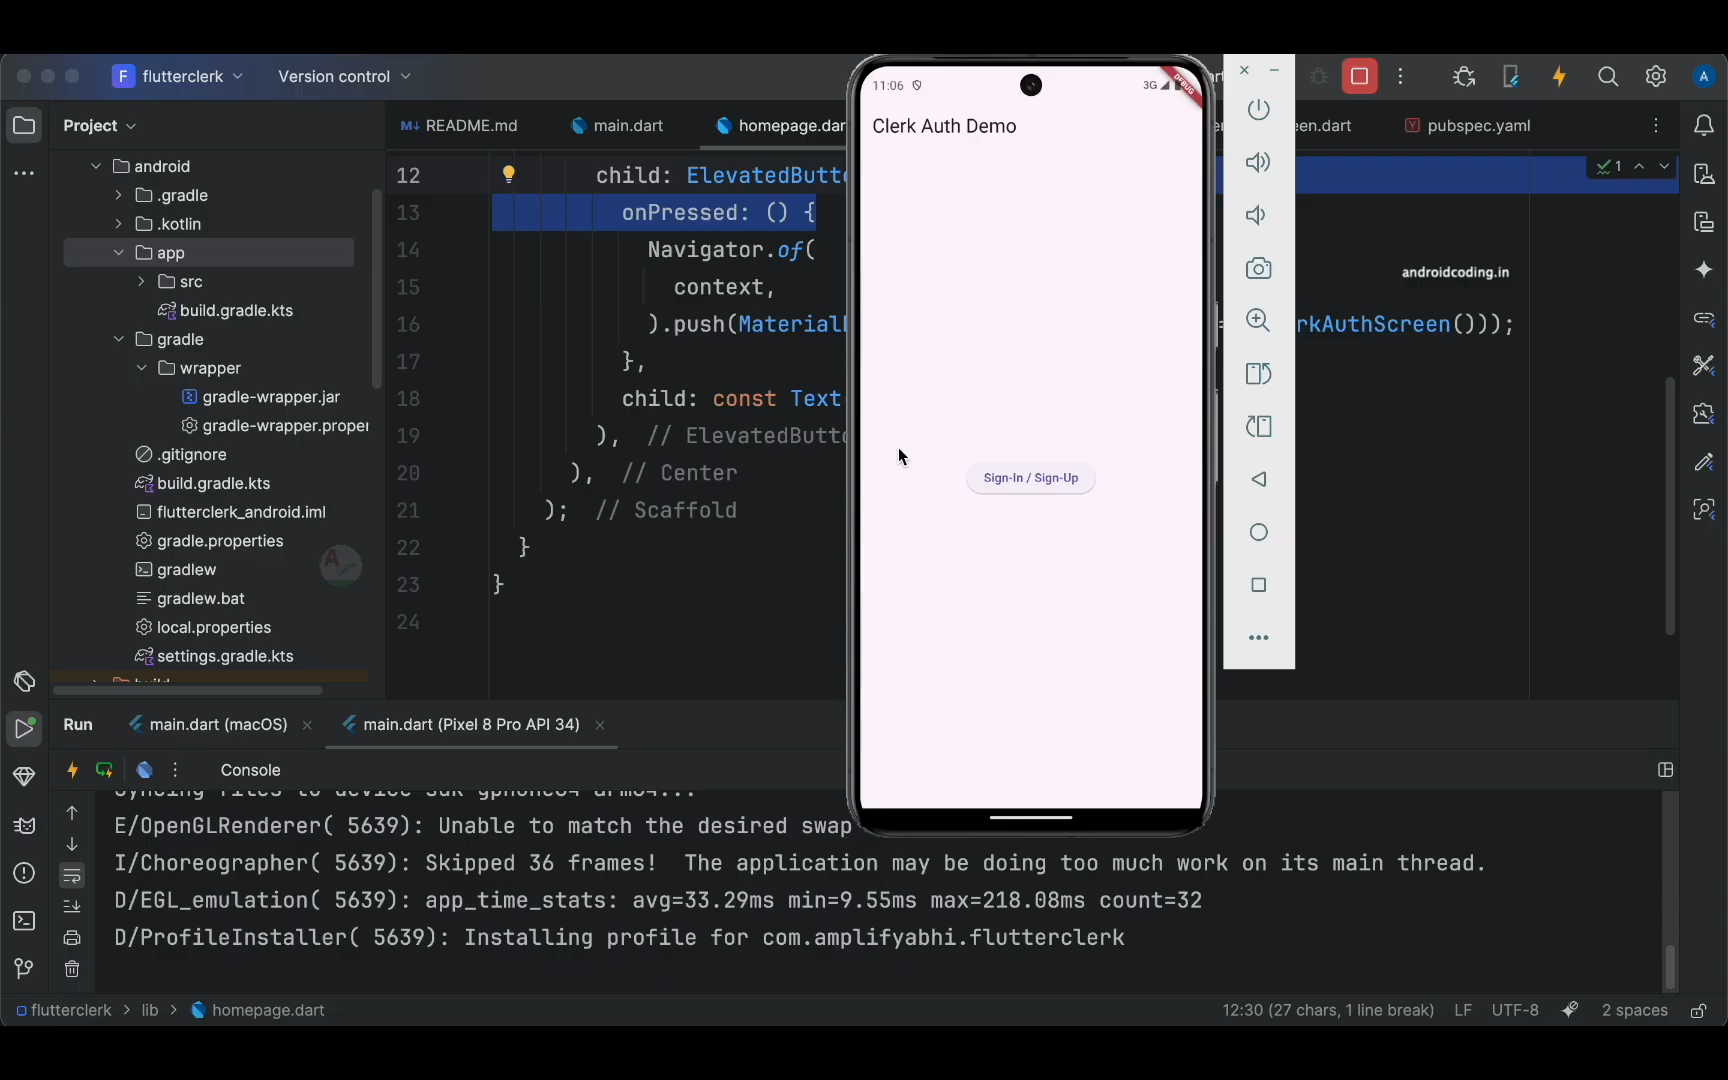 F flutterclerk
Version control
11:06
3G
DEBUG
A
Project
README.md
main.dart
homepage.dar
en.dart
pubspec.yaml
Clerk Auth Demo
android
.gradle
.kotlin
app
src
build.gradle.kts
gradle
wrapper
gradle-wrapper.jar
gradle-wrapper.proper
.gitignore
build.gradle.kts
flutterclerk_android.iml
gradle.properties
gradlew
gradlew.bat
local.properties
settings.gradle.kts
12 child: ElevatedButto
13 onPressed: () {
14 Navigator.of(
15 context,
16 ).push(MaterialP
rkAuthScreen()));
17 },
18 child: const Text
19 ), // ElevatedButto
20 ), // Center
21 ); // Scaffold
22 }
23 }
24
1
androidcoding.in
Sign-In / Sign-Up
Run
main.dart (macOS)
main.dart (Pixel 8 Pro API 34)
Console
E/OpenGLRenderer( 5639): Unable to match the desired swap
I/Choreographer( 5639): Skipped 36 frames!  The application may be doing too much work on its main thread.
D/EGL_emulation( 5639): app_time_stats: avg=33.29ms min=9.55ms max=218.08ms count=32
D/ProfileInstaller( 5639): Installing profile for com.amplifyabhi.flutterclerk
flutterclerk > lib > homepage.dart
12:30 (27 chars, 1 line break) LF UTF-8 2 spaces